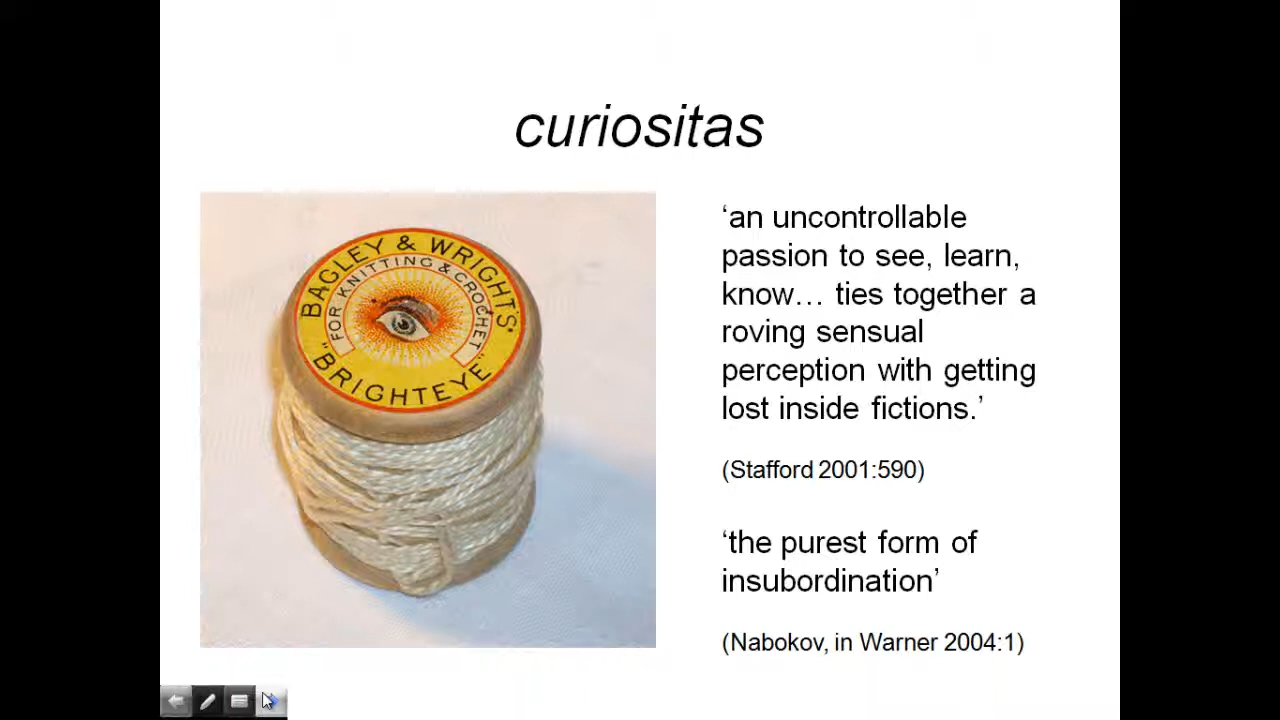 curiositas
BAGLEY & WRIGHT'S
FOR KNITTING & CROCHET
"BRIGHTEYE"
‘an uncontrollable
passion to see, learn,
know… ties together a
roving sensual
perception with getting
lost inside fictions.’
(Stafford 2001:590)
‘the purest form of
insubordination’
(Nabokov, in Warner 2004:1)